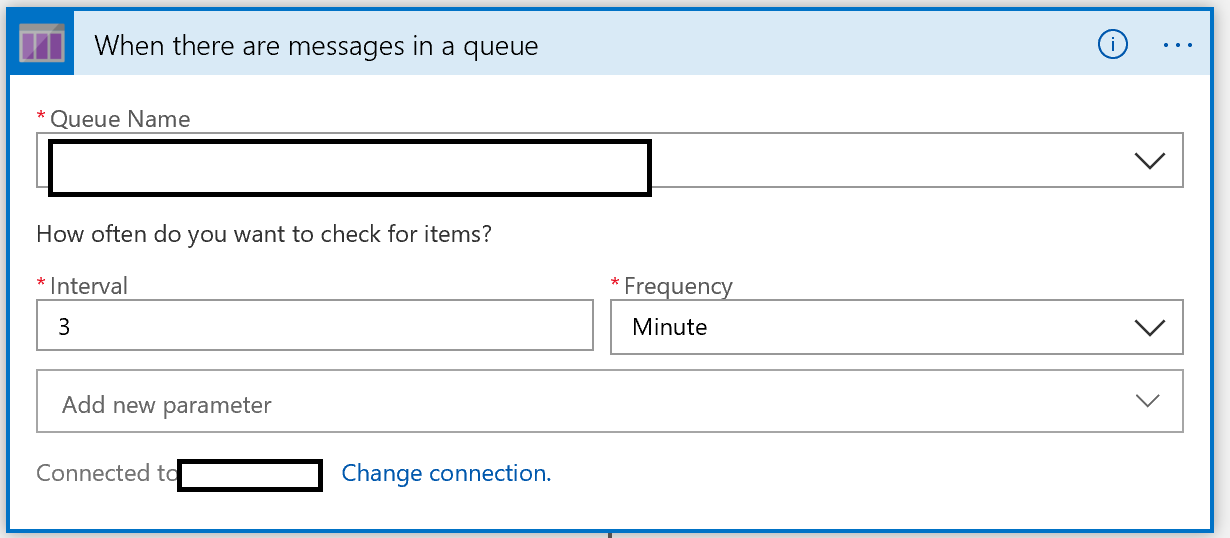 When there are messages in a queue
* Queue Name
How often do you want to check for items?
* Interval
* Frequency
3
Minute
Add new parameter
Connected to
Change connection.